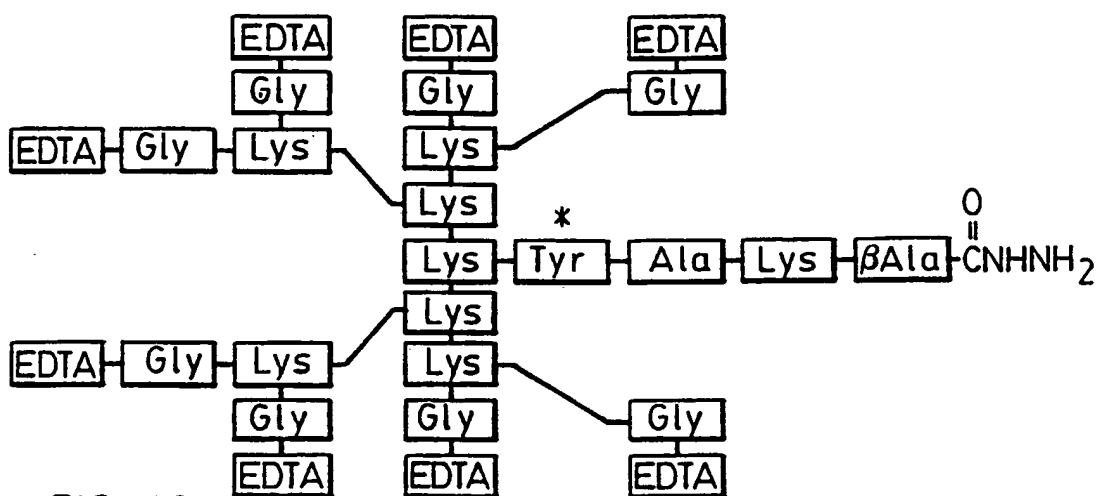 EDTA EDTA EDTA
Gly Gly Gly
EDTA Gly Lys Lys
Lys
*
O
Lys Tyr Ala Lys βAla CNHNH2
Lys
EDTA Gly Lys Lys
Gly Gly Gly
EDTA EDTA EDTA